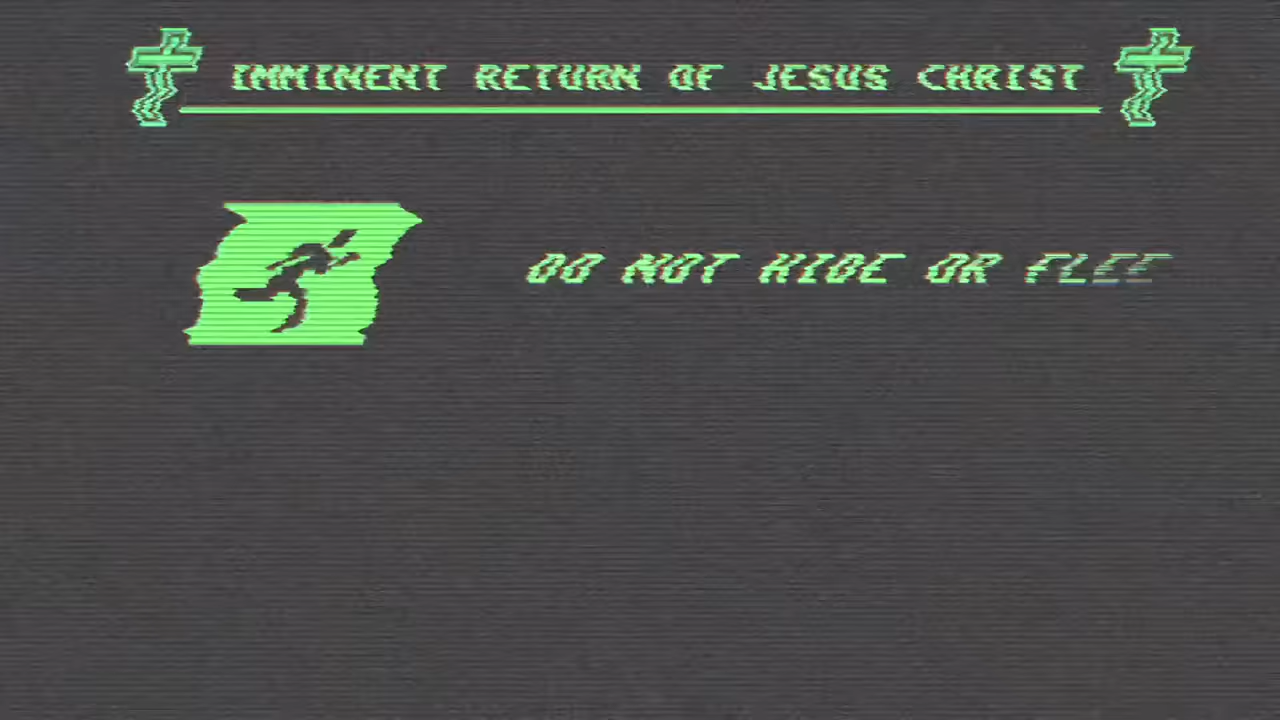 IMMINENT RETURN OF JESUS CHRIST
DO NOT HIDE OR FLEE